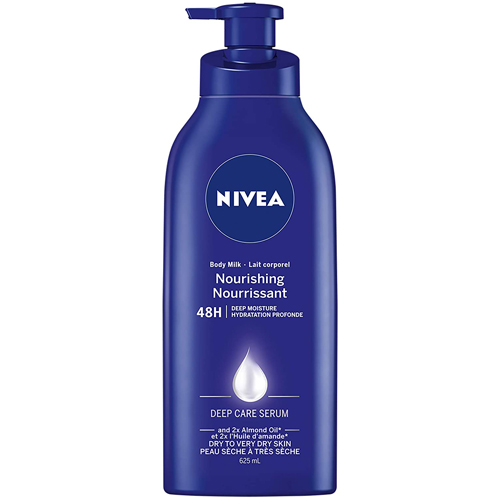 NIVEA
Body Milk • Lait corporel
Nourishing
Nourrissant
48H | DEEP MOISTURE
HYDRATATION PROFONDE
DEEP CARE SERUM
and 2x Almond Oil*
et 2x l'Huile d'amande*
DRY TO VERY DRY SKIN
PEAU SÈCHE À TRÈS SÈCHE
625 mL